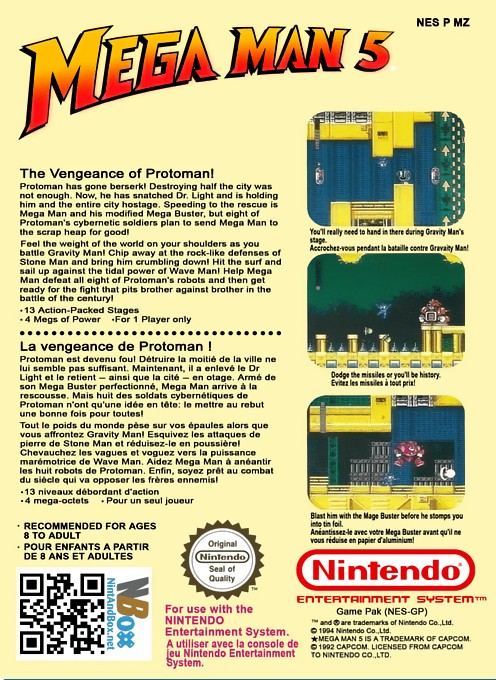 NES P MZ
MEGA MAN 5
The Vengeance of Protoman!
Protoman has gone berserk! Destroying half the city was
not enough. Now, he has snatched Dr. Light and is holding
him and the entire city hostage. Speeding to the rescue is
Mega Man and his modified Mega Buster, but eight of
Protoman's cybernetic soldiers plan to send Mega Man to
the scrap heap for good!
Feel the weight of the world on your shoulders as you
battle Gravity Man! Chip away at the rock-like defenses of
Stone Man and bring him crumbling down! Hit the surf and
sail up against the tidal power of Wave Man! Help Mega
Man defeat all eight of Protoman's robots and then get
ready for the fight that pits brother against brother in the
battle of the century!
•13 Action-Packed Stages
• 4 Megs of Power •For 1 Player only
La vengeance de Protoman !
Protoman est devenu fou! Détruire la moitié de la ville ne
lui semble pas suffisant. Maintenant, il a enlevé le Dr
Light et le retient – ainsi que la cité – en otage. Armé de
son Mega Buster perfectionné, Mega Man arrive à la
rescousse. Mais huit des soldats cybernétiques de
Protoman n'ont qu'une idée en tête: le mettre au rebut
une bonne fois pour toutes!
Tout le poids du monde pèse sur vos épaules alors que
vous affrontez Gravity Man! Esquivez les attaques de
pierre de Stone Man et réduisez-le en poussière!
Chevauchez les vagues et voguez vers la puissance
marémotrice de Wave Man. Aidez Mega Man à anéantir
les huit robots de Protoman. Enfin, soyez prêt au combat
du siècle qui va opposer les frères ennemis!
•13 niveaux débordant d'action
•4 mega-octets • Pour un seul joueur
· RECOMMENDED FOR AGES
8 TO ADULT
· POUR ENFANTS A PARTIR
DE 8 ANS ET ADULTES
WBOX
NintAndBox.net
Original
Nintendo
Seal of
Quality
TM
For use with the
NINTENDO
Entertainment System.
A utiliser avec la console de
jeu Nintendo Entertainment
System.
You'll really need to hand in there during Gravity Man's
stage.
Accrochez-vous pendant la bataille contre Gravaity Man!
Dodge the missiles or you'll be history.
Evitez les missiles à tout prix!
Blast him with the Mage Buster before he stomps you
into tin foil.
Anéantissez-le avec votre Mega Buster avant qu'il ne
vous réduise en papier d'aluminium!
Nintendo®
ENTERTAINMENT SYSTEM™
Game Pak (NES-GP)
™ and ® are trademarks of Nintendo Co.,Ltd.
© 1994 Nintendo Co.,Ltd.
★MEGA MAN 5 IS A TRADEMARK OF CAPCOM.
© 1992 CAPCOM. LICENSED FROM CAPCOM
TO NINTENDO CO.,LTD.